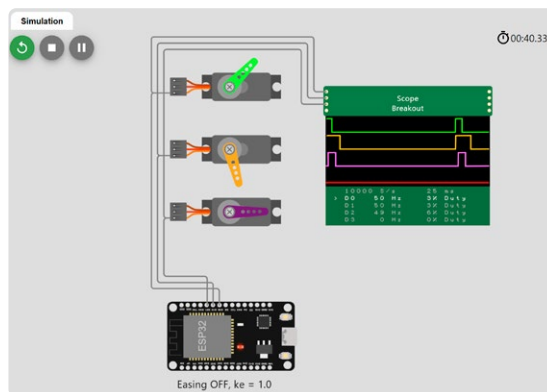 Simulation
00:40.33
Scope
Breakout
10000 S/s 25 ms
> D0 50 Hz 3% Duty
D1 50 Hz 3% Duty
D2 49 Hz 6% Duty
D3 0 Hz 0% Duty
ESP32
Easing OFF, ke = 1.0